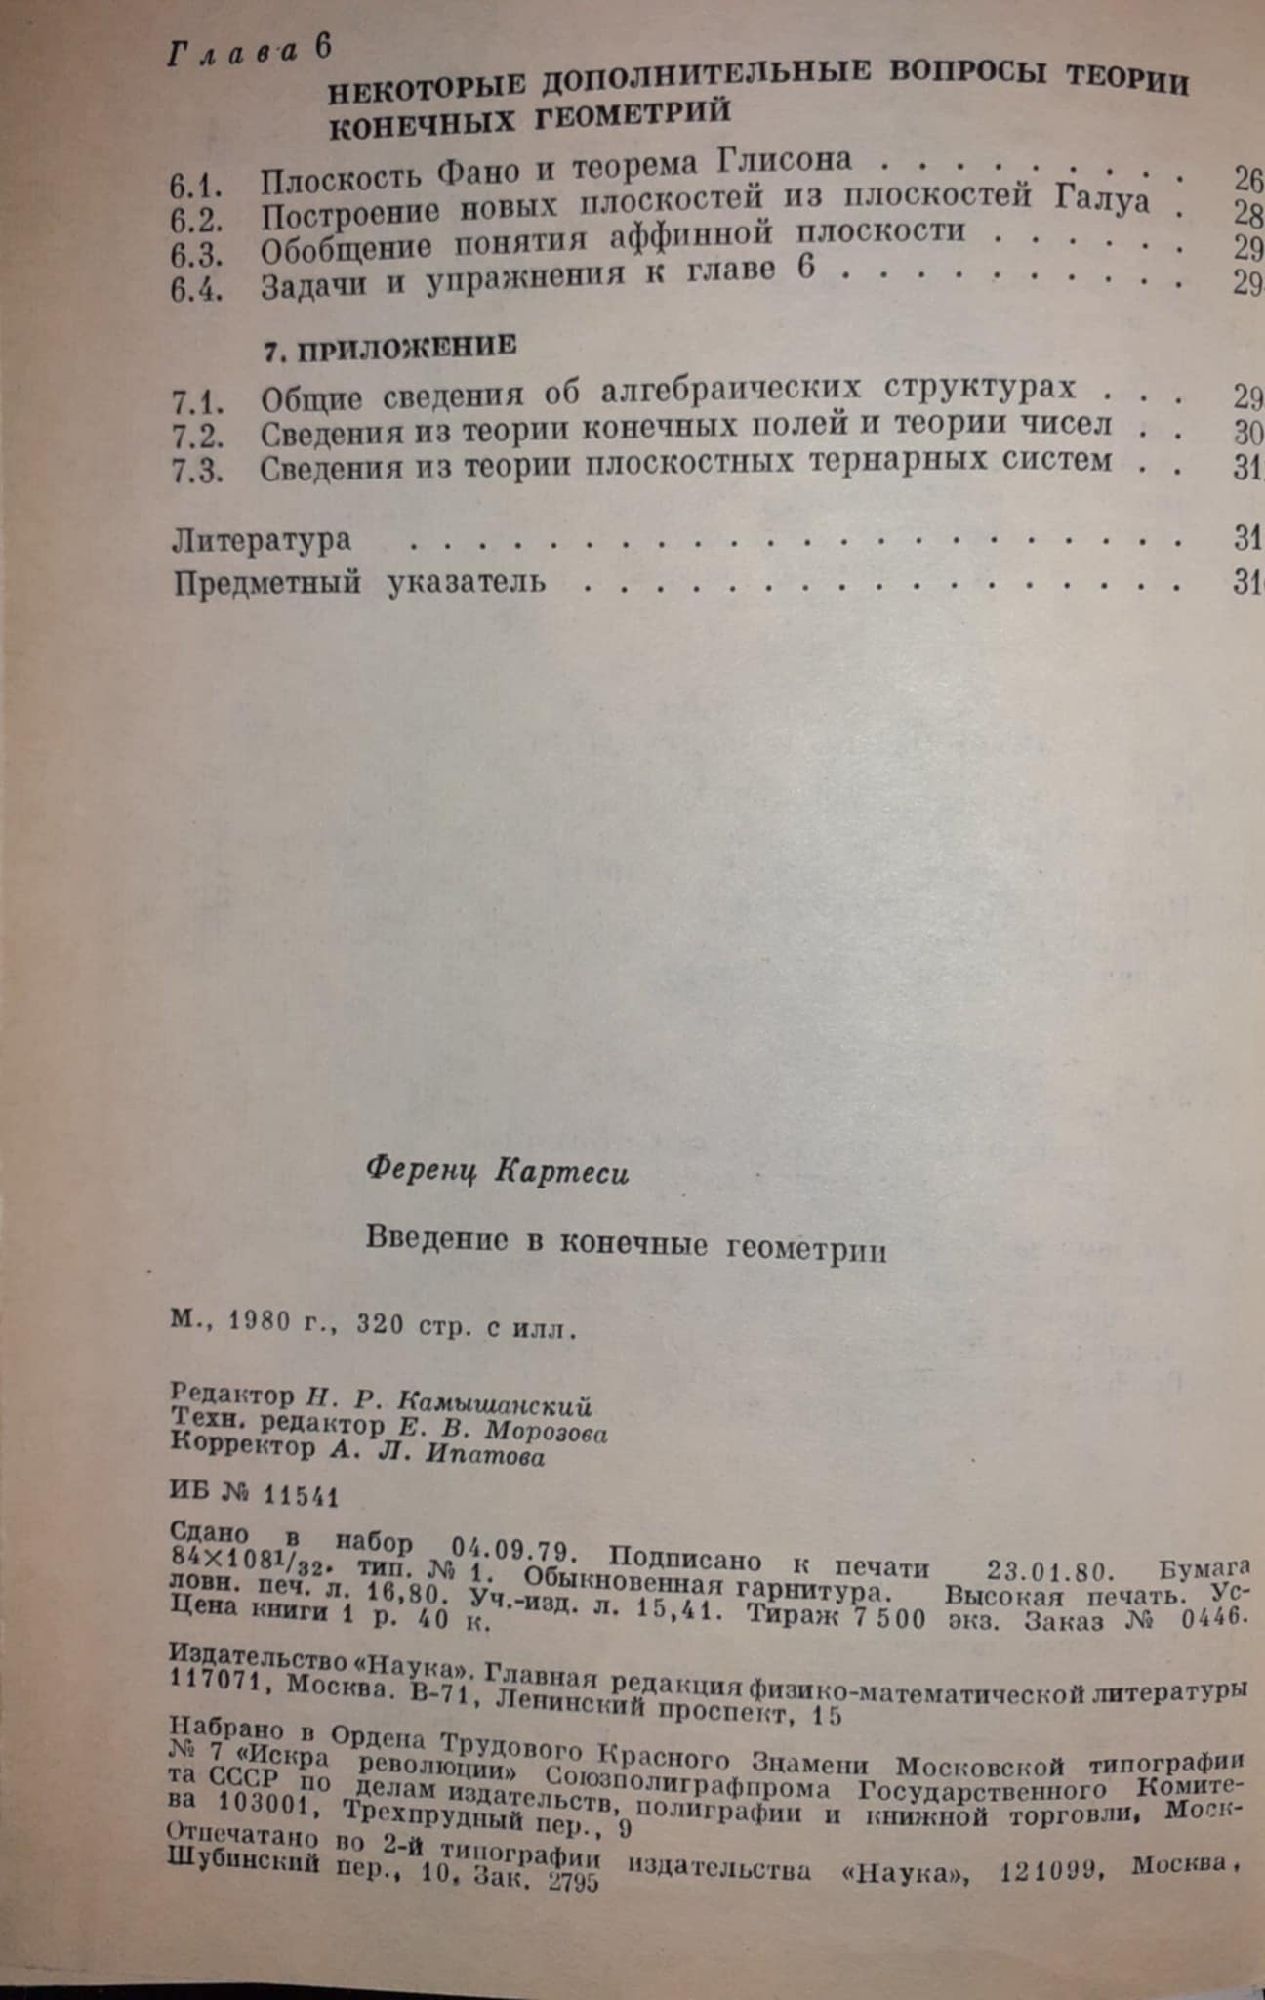 Глава 6
НЕКОТОРЫЕ ДОПОЛНИТЕЛЬНЫЕ ВОПРОСЫ ТЕОРИИ
КОНЕЧНЫХ ГЕОМЕТРИЙ
6.1. Плоскость Фано и теорема Глисона . . . . . . . . . 26
6.2. Построение новых плоскостей из плоскостей Галуа . 28
6.3. Обобщение понятия аффинной плоскости . . . . . . 29
6.4. Задачи и упражнения к главе 6 . . . . . . . . . . 29
7. ПРИЛОЖЕНИЕ
7.1. Общие сведения об алгебраических структурах . . . 29
7.2. Сведения из теории конечных полей и теории чисел . . 30
7.3. Сведения из теории плоскостных тернарных систем . . 31
Литература . . . . . . . . . . . . . . . . . . . . . . 31
Предметный указатель . . . . . . . . . . . . . . . . . 31
Ференц Картеси
Введение в конечные геометрии
М., 1980 г., 320 стр. с илл.
Редактор Н. Р. Камышанский
Техн. редактор Е. В. Морозова
Корректор А. Л. Ипатова
ИБ № 11541
Сдано в набор 04.09.79. Подписано к печати 23.01.80. Бумага
84×108¹/₃₂. тип. № 1. Обыкновенная гарнитура. Высокая печать. Ус-
ловн. печ. л. 16,80. Уч.-изд. л. 15,41. Тираж 7 500 экз. Заказ № 0446.
Цена книги 1 р. 40 к.
Издательство «Наука». Главная редакция физико-математической литературы
117071, Москва. В-71, Ленинский проспект, 15
Набрано в Ордена Трудового Красного Знамени Московской типографии
№ 7 «Искра революции» Союзполиграфпрома Государственного Комите-
та СССР по делам издательств, полиграфии и книжной торговли, Моск-
ва 103001, Трехпрудный пер., 9
Отпечатано во 2-й типографии издательства «Наука», 121099, Москва,
Шубинский пер., 10, Зак. 2795